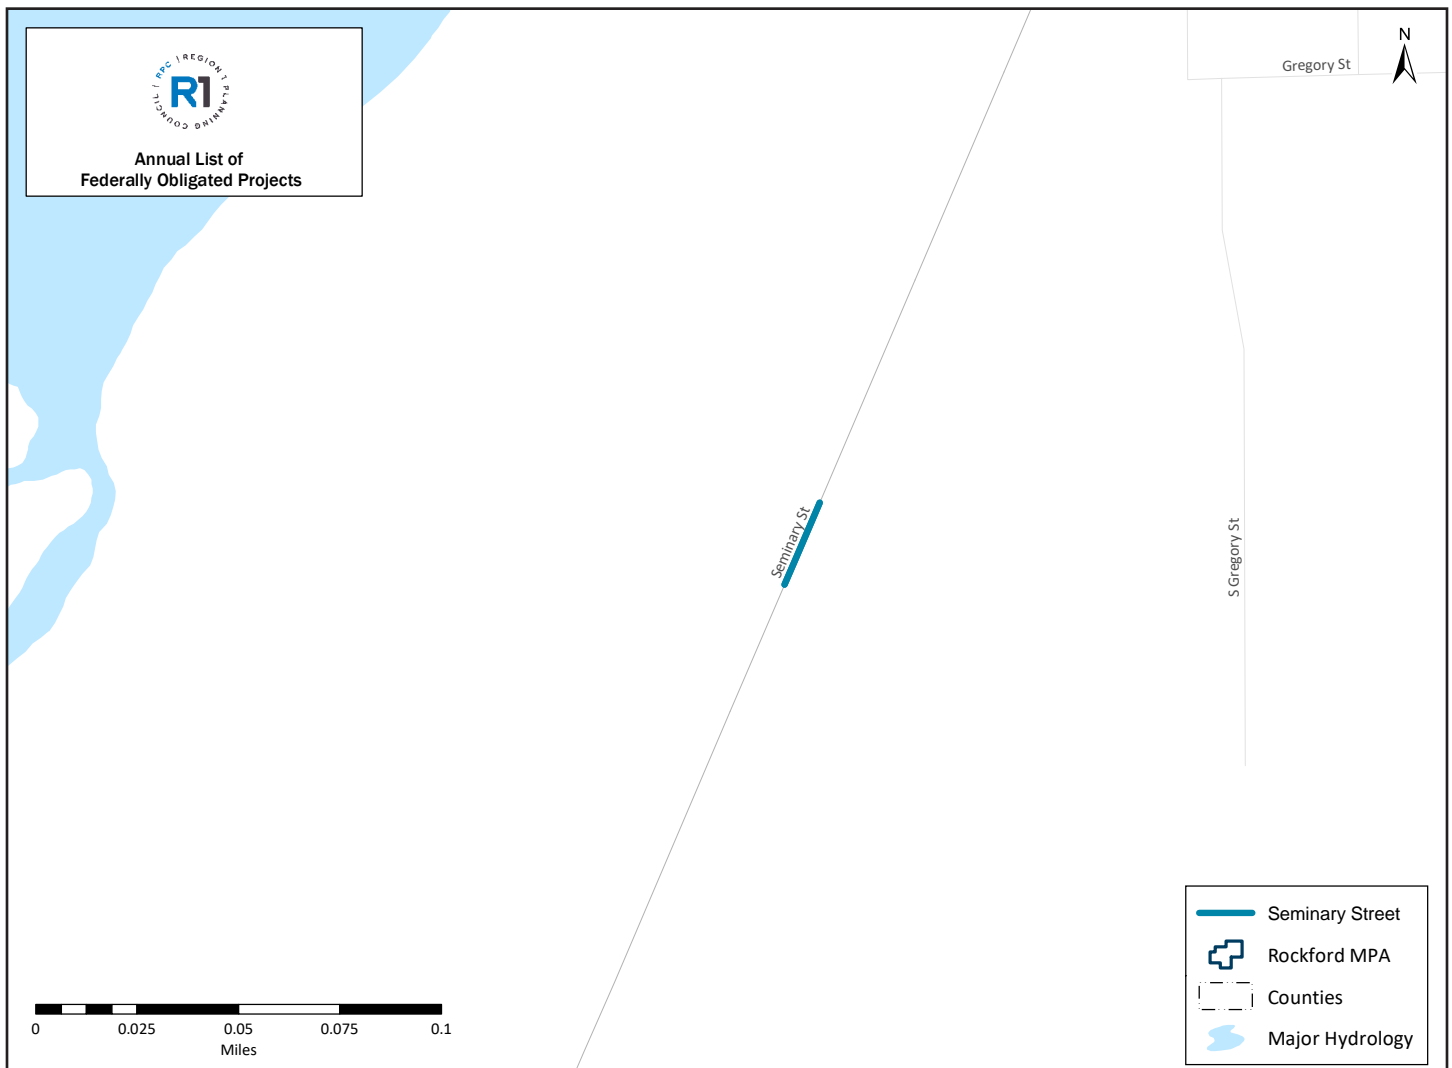 RPC | REGION 1 PLANNING COUNCIL |
R1
Annual List of
Federally Obligated Projects
Gregory St
N
Seminary St
S Gregory St
0 0.025 0.05 0.075 0.1
Miles
Seminary Street
Rockford MPA
Counties
Major Hydrology